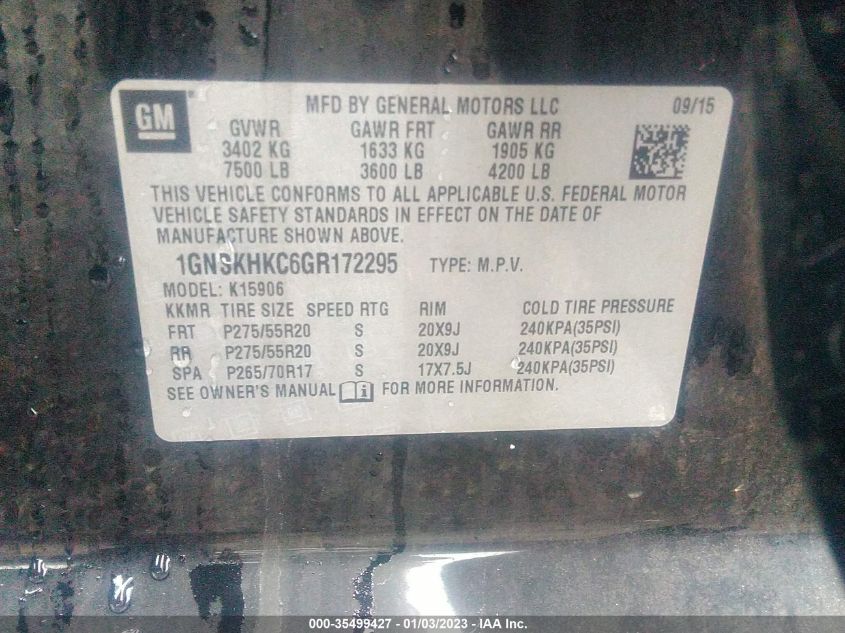 GM
MFD BY GENERAL MOTORS LLC 09/15
GVWR GAWR FRT GAWR RR
3402 KG 1633 KG 1905 KG
7500 LB 3600 LB 4200 LB
THIS VEHICLE CONFORMS TO ALL APPLICABLE U.S. FEDERAL MOTOR
VEHICLE SAFETY STANDARDS IN EFFECT ON THE DATE OF
MANUFACTURE SHOWN ABOVE.
1GNSKHKC6GR172295 TYPE: M.P.V.
MODEL: K15906
KKMR TIRE SIZE SPEED RTG RIM COLD TIRE PRESSURE
FRT P275/55R20 S 20X9J 240KPA(35PSI)
RR P275/55R20 S 20X9J 240KPA(35PSI)
SPA P265/70R17 S 17X7.5J 240KPA(35PSI)
SEE OWNER'S MANUAL FOR MORE INFORMATION.
000-35499427 - 01/03/2023 - IAA Inc.